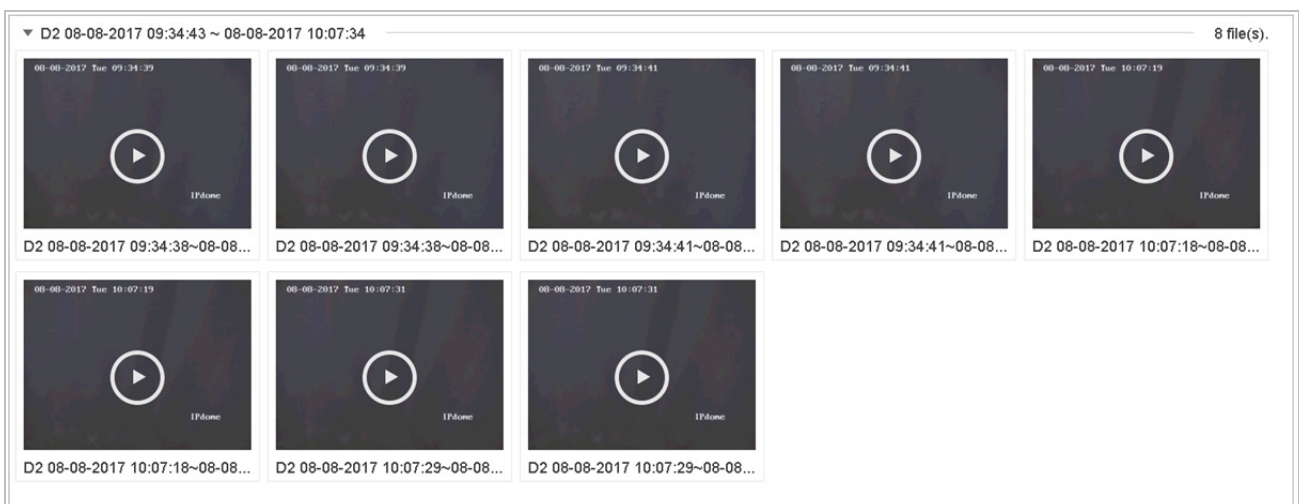 D2 08-08-2017 09:34:43 ~ 08-08-2017 10:07:34 8 file(s).
08-08-2017 Tue 09:34:39
IPdome
D2 08-08-2017 09:34:38~08-08...
08-08-2017 Tue 09:34:39
IPdome
D2 08-08-2017 09:34:38~08-08...
08-08-2017 Tue 09:34:41
IPdome
D2 08-08-2017 09:34:41~08-08...
08-08-2017 Tue 09:34:41
IPdome
D2 08-08-2017 09:34:41~08-08...
08-08-2017 Tue 10:07:19
IPdome
D2 08-08-2017 10:07:18~08-08...
08-08-2017 Tue 10:07:19
IPdome
D2 08-08-2017 10:07:18~08-08...
08-08-2017 Tue 10:07:31
IPdome
D2 08-08-2017 10:07:29~08-08...
08-08-2017 Tue 10:07:31
IPdome
D2 08-08-2017 10:07:29~08-08...